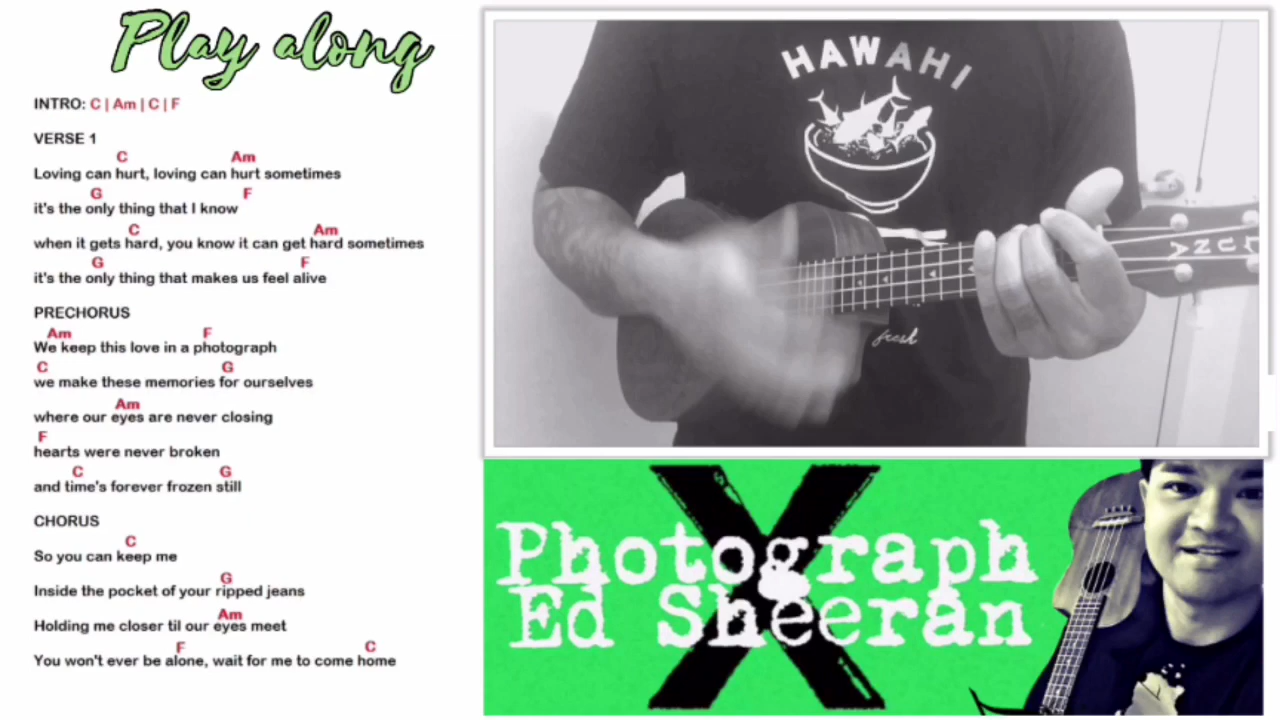 Play along
INTRO: C | Am | C | F
VERSE 1
C Am
Loving can hurt, loving can hurt sometimes
G F
it's the only thing that I know
C Am
when it gets hard, you know it can get hard sometimes
G F
it's the only thing that makes us feel alive
PRECHORUS
Am F
We keep this love in a photograph
C G
we make these memories for ourselves
Am
where our eyes are never closing
F
hearts were never broken
C G
and time's forever frozen still
CHORUS
C
So you can keep me
G
Inside the pocket of your ripped jeans
Am
Holding me closer til our eyes meet
F C
You won't ever be alone, wait for me to come home
HAWAHI
fresh
LUNA
X
Photograph
Ed Sheeran